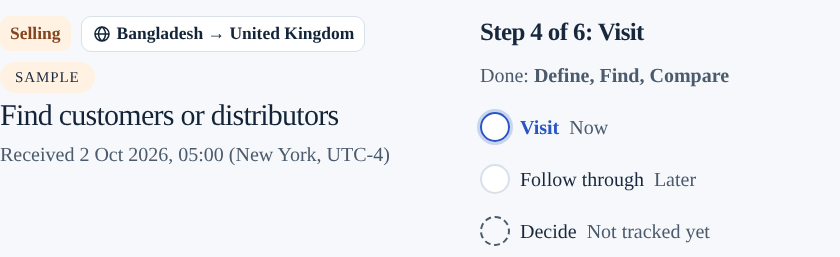 Selling
Bangladesh → United Kingdom
SAMPLE
Find customers or distributors
Received 2 Oct 2026, 05:00 (New York, UTC-4)
Step 4 of 6: Visit
Done: Define, Find, Compare
Visit Now
Follow through Later
Decide Not tracked yet